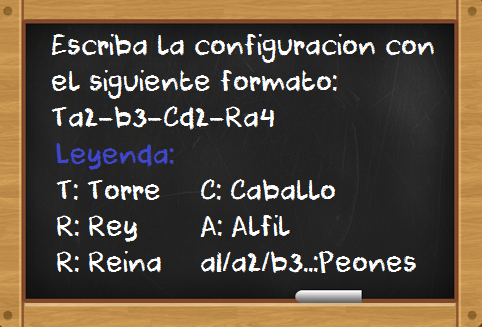 Escriba la configuracion con
el siguiente formato:
Ta2-b3-Cd2-Ra4
Leyenda:
T: Torre C: Caballo
R: Rey A: Alfil
R: Reina a1/a2/b3..:Peones